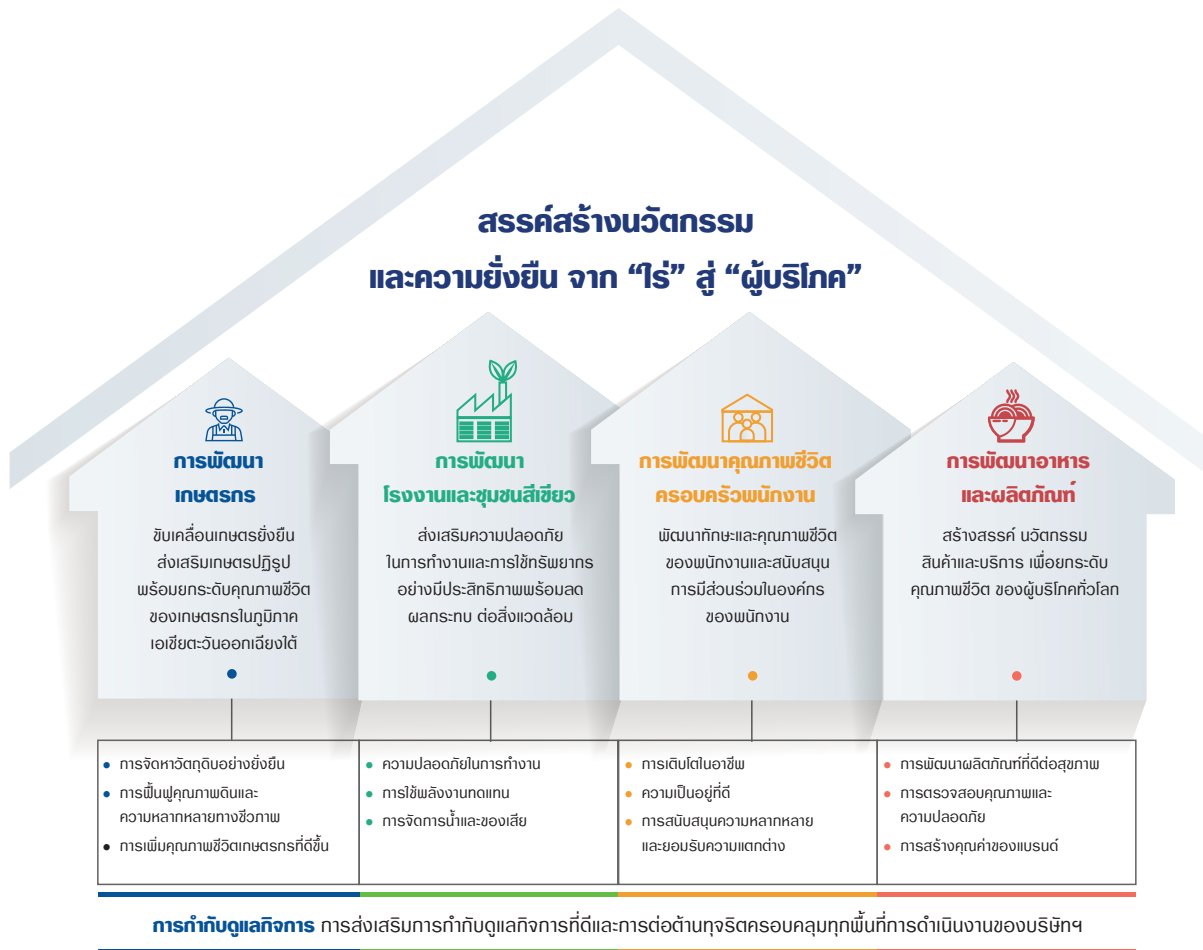 สรรค์สร้างนวัตกรรม
และความยั่งยืน จาก “ไร่” สู่ “ผู้บริโภค”
การพัฒนา
เกษตรกร
ขับเคลื่อนเกษตรยั่งยืน
ส่งเสริมเกษตรปฏิรูป
พร้อมยกระดับคุณภาพชีวิต
ของเกษตรกรในภูมิภาค
เอเชียตะวันออกเฉียงใต้
การพัฒนา
โรงงานและชุมชนสีเขียว
ส่งเสริมความปลอดภัย
ในการทำงานและการใช้ทรัพยากร
อย่างมีประสิทธิภาพพร้อมลด
ผลกระทบ ต่อสิ่งแวดล้อม
การพัฒนาคุณภาพชีวิต
ครอบครัวพนักงาน
พัฒนาทักษะและคุณภาพชีวิต
ของพนักงานและสนับสนุน
การมีส่วนร่วมในองค์กร
ของพนักงาน
การพัฒนาอาหาร
และผลิตภัณฑ์
สร้างสรรค์ นวัตกรรม
สินค้าและบริการ เพื่อยกระดับ
คุณภาพชีวิต ของผู้บริโภคทั่วโลก
• การจัดหาวัตถุดิบอย่างยั่งยืน
• การฟื้นฟูคุณภาพดินและ
ความหลากหลายทางชีวภาพ
• การเพิ่มคุณภาพชีวิตเกษตรกรที่ดีขึ้น
• ความปลอดภัยในการทำงาน
• การใช้พลังงานทดแทน
• การจัดการน้ำและของเสีย
• การเติบโตในอาชีพ
• ความเป็นอยู่ที่ดี
• การสนับสนุนความหลากหลาย
และยอมรับความแตกต่าง
• การพัฒนาผลิตภัณฑ์ที่ดีต่อสุขภาพ
• การตรวจสอบคุณภาพและ
ความปลอดภัย
• การสร้างคุณค่าของแบรนด์
การกำกับดูแลกิจการ การส่งเสริมการกำกับดูแลกิจการที่ดีและการต่อต้านทุจริตครอบคลุมทุกพื้นที่การดำเนินงานของบริษัทฯ